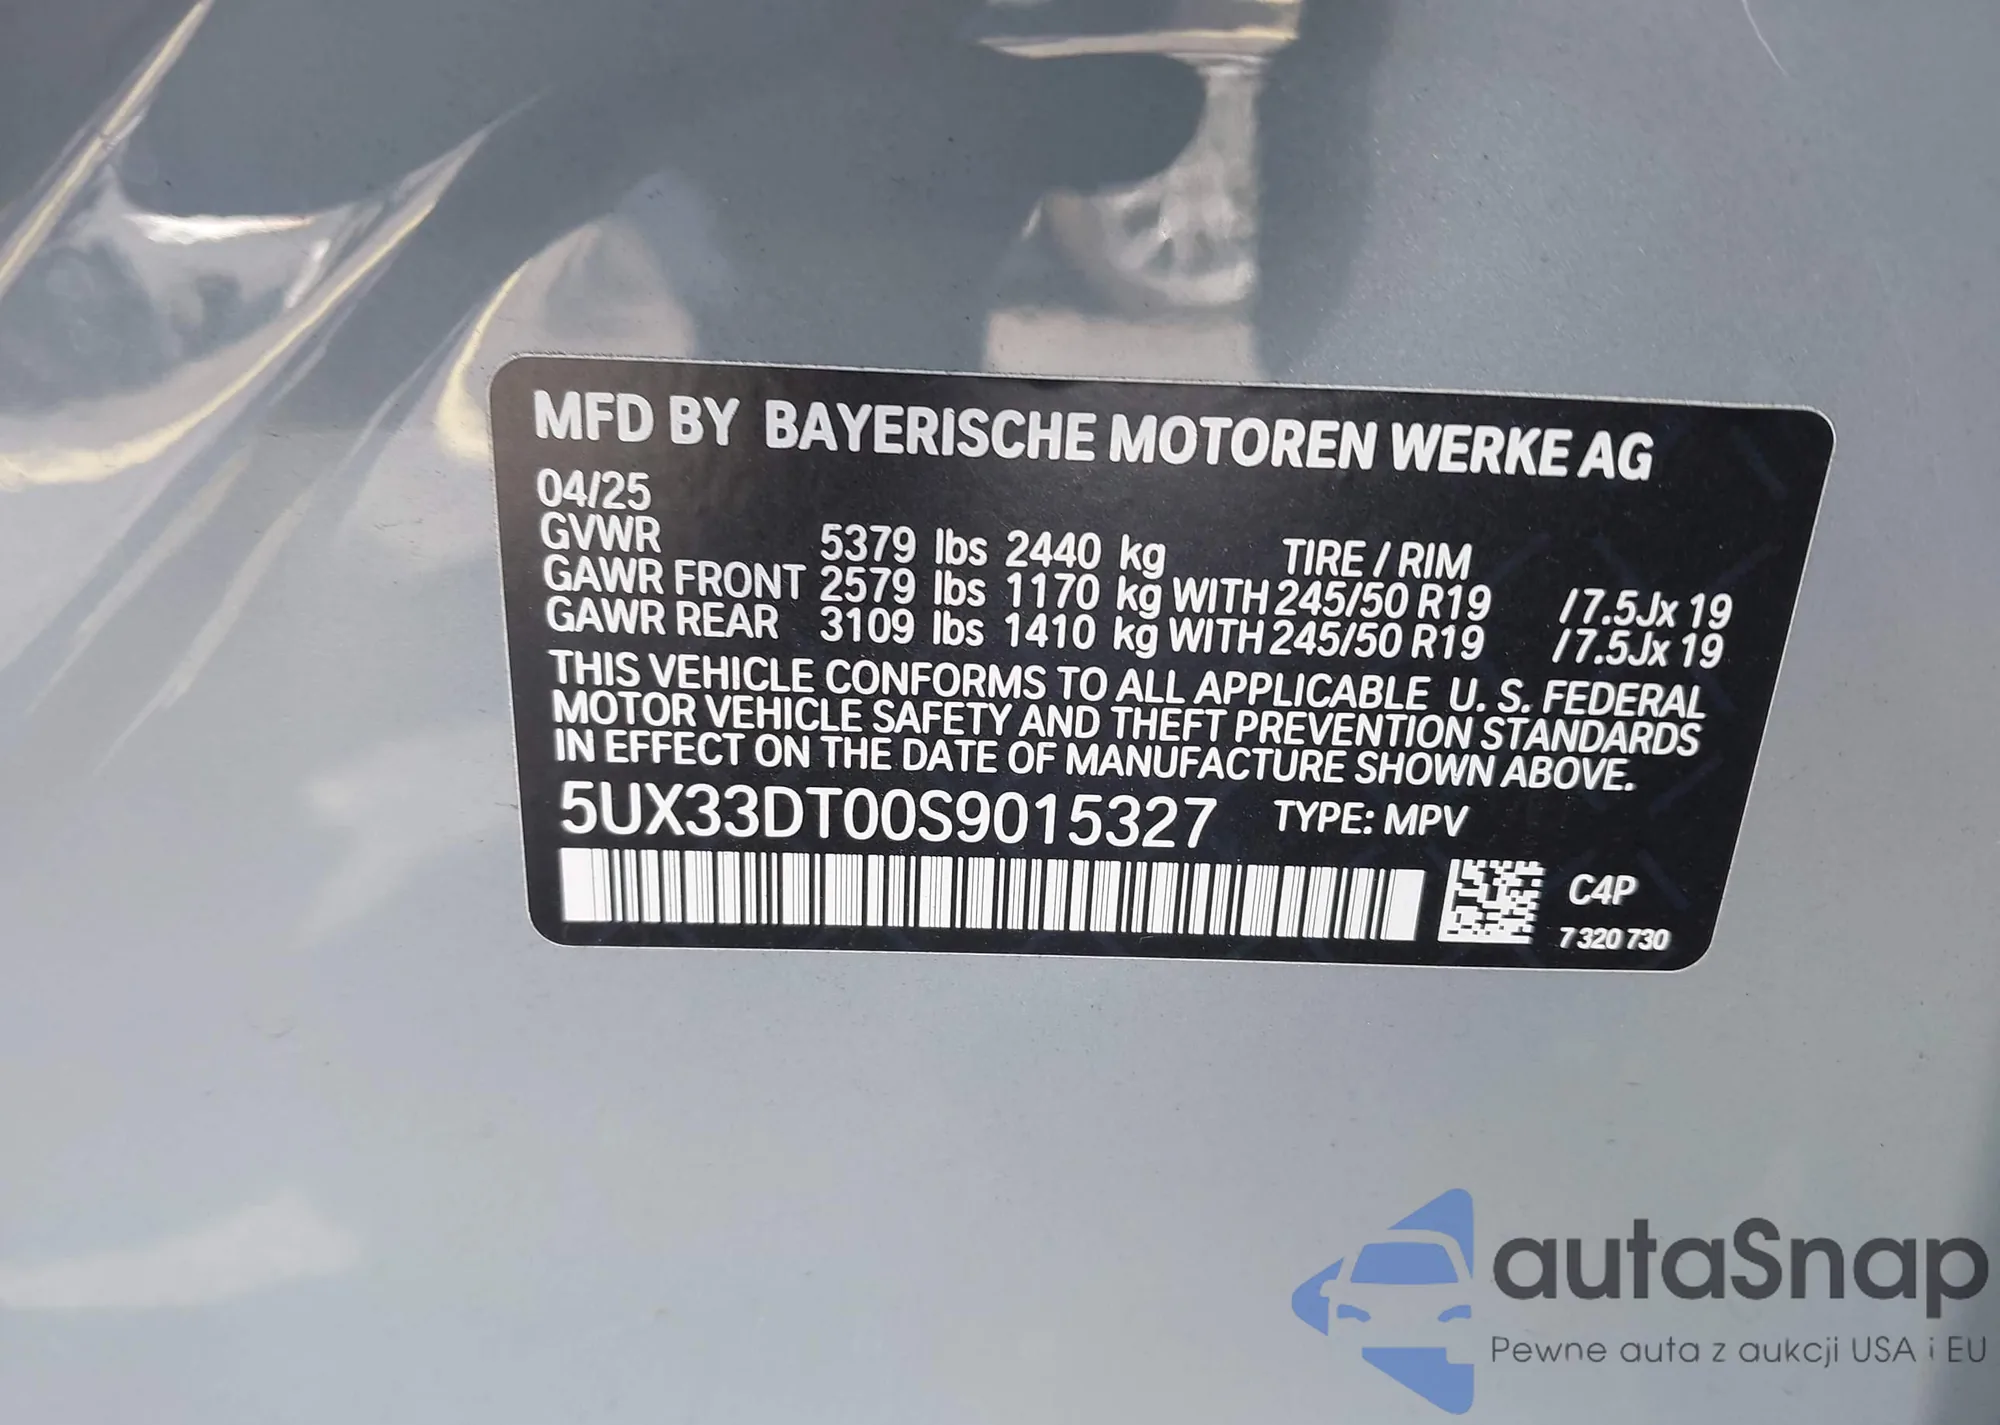 MFD BY BAYERISCHE MOTOREN WERKE AG
04/25
GVWR 5379 lbs 2440 kg TIRE / RIM
GAWR FRONT 2579 lbs 1170 kg WITH 245/50 R19 /7.5Jx 19
GAWR REAR 3109 lbs 1410 kg WITH 245/50 R19 /7.5Jx 19
THIS VEHICLE CONFORMS TO ALL APPLICABLE U. S. FEDERAL
MOTOR VEHICLE SAFETY AND THEFT PREVENTION STANDARDS
IN EFFECT ON THE DATE OF MANUFACTURE SHOWN ABOVE.
5UX33DT00S9015327 TYPE: MPV
C4P
7 320 730
autaSnap
Pewne auta z aukcji USA i EU